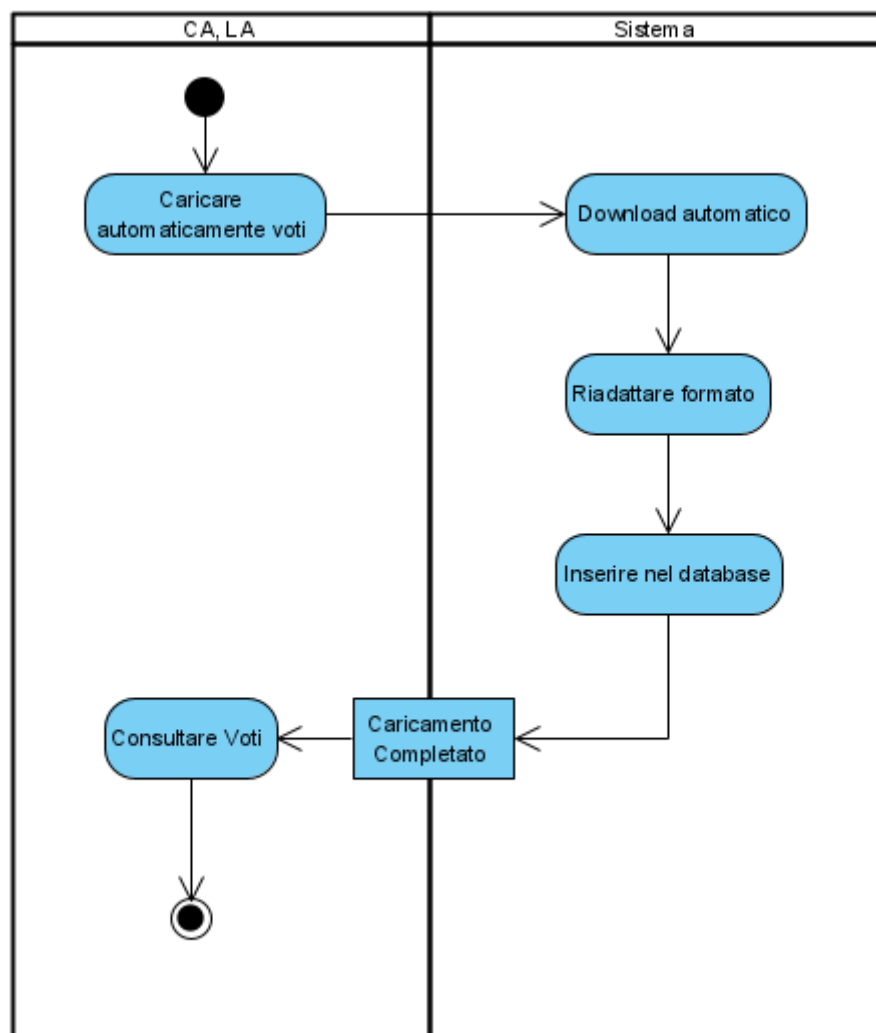 CA, LA
Sistema
Caricare
automaticamente voti
Download automatico
Riadattare formato
Inserire nel database
Caricamento
Completato
Consultare Voti